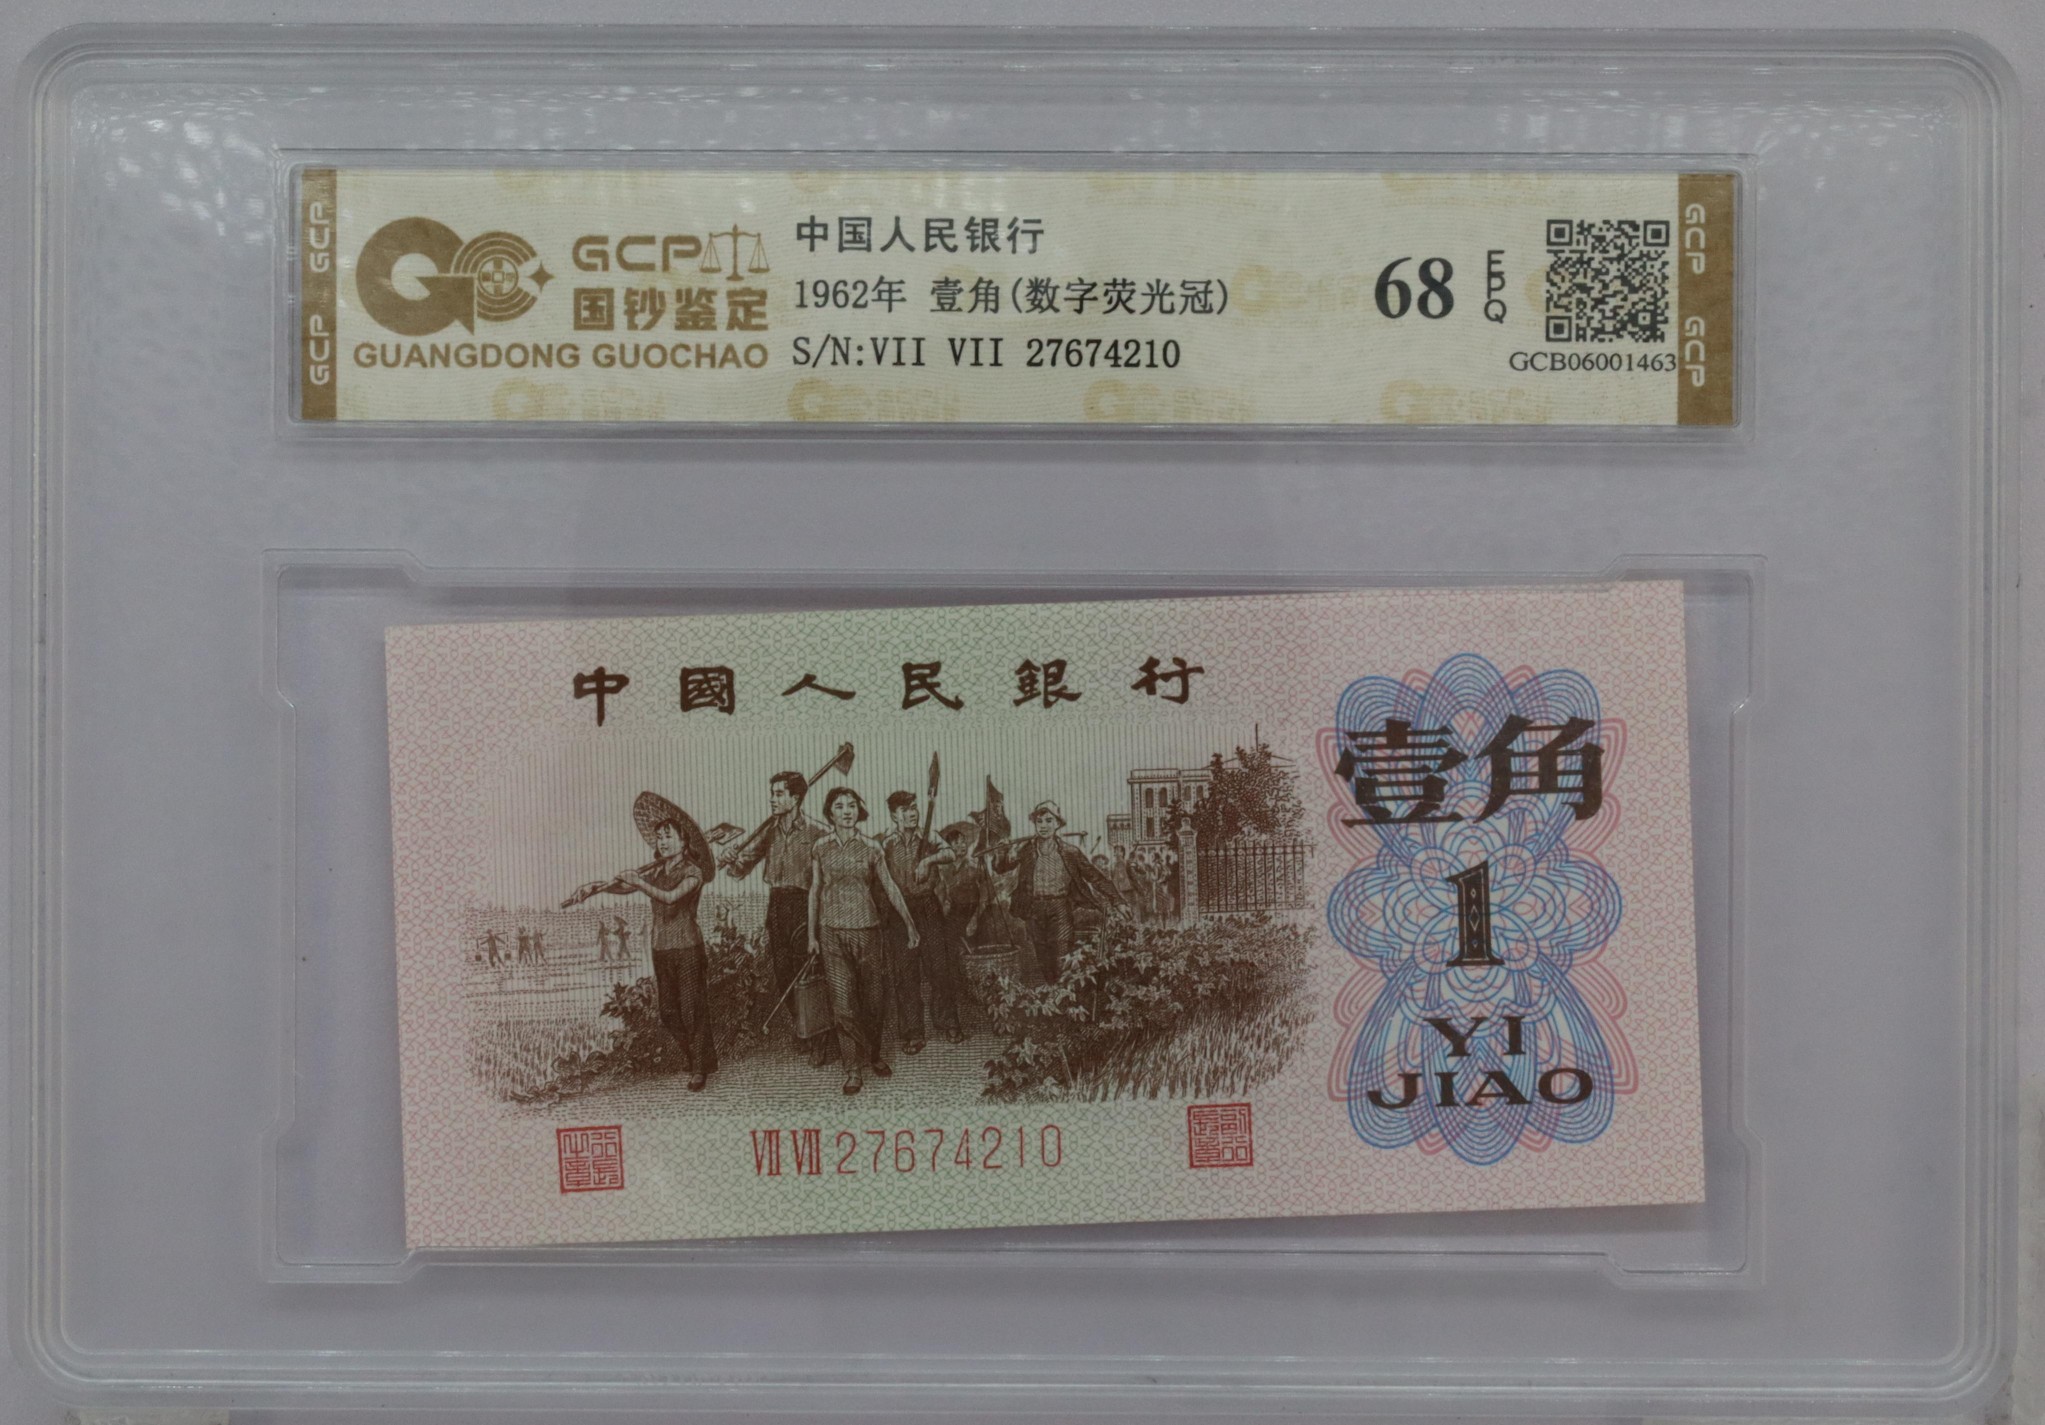 GCP
GCP
GCP
国钞鉴定
GUANGDONG GUOCHAO
中国人民银行
1962年 壹角(数字荧光冠)
S/N:VII VII 27674210
68
EPQ
GCB06001463
GCP
GCP
中國人民銀行
壹角
1
YI
JIAO
VII VII 27674210